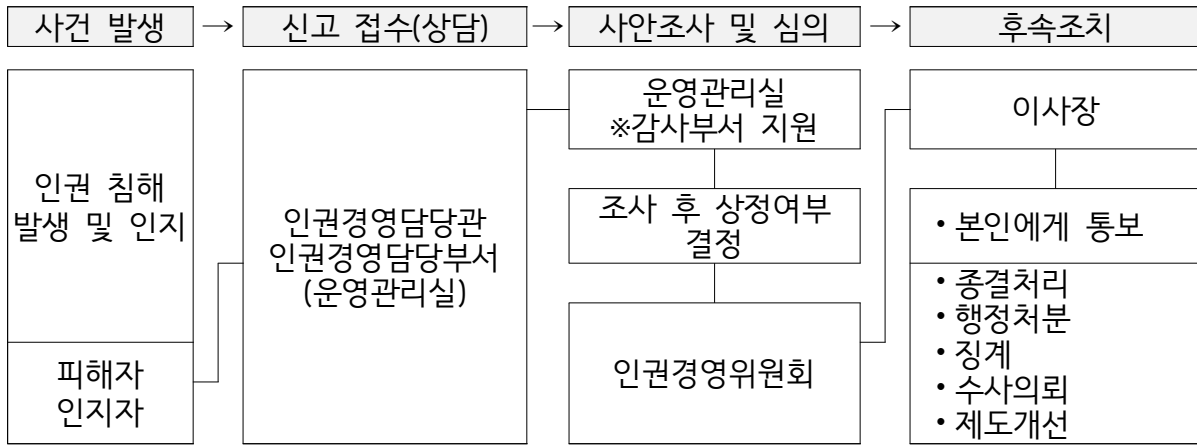 사건 발생 → 신고 접수(상담) → 사안조사 및 심의 → 후속조치
인권 침해
발생 및 인지
피해자
인지자
인권경영담당관
인권경영담당부서
(운영관리실)
운영관리실
※감사부서 지원
조사 후 상정여부
결정
인권경영위원회
이사장
• 본인에게 통보
• 종결처리
• 행정처분
• 징계
• 수사의뢰
• 제도개선